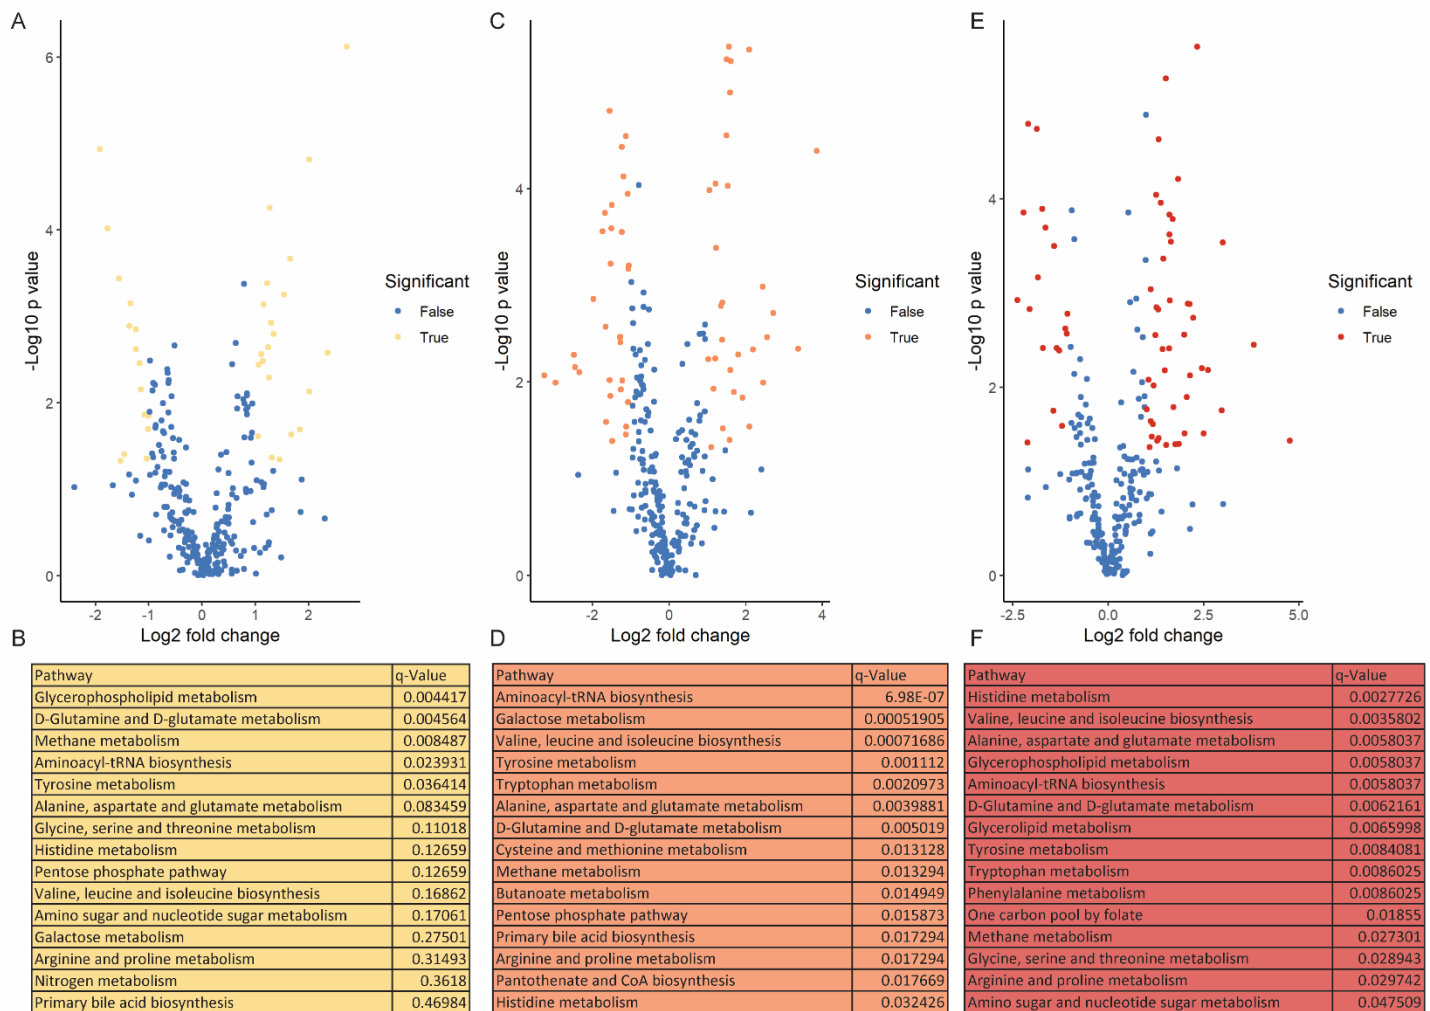 A
6
4
2
0
-Log10 p value
-2
-1
0
1
2
Log2 fold change
Significant
False
True
C
4
2
0
-Log10 p value
-2
0
2
4
Log2 fold change
Significant
False
True
E
4
2
0
-Log10 p value
-2.5
0.0
2.5
5.0
Log2 fold change
Significant
False
True
B
Pathway q-Value
Glycerophospholipid metabolism 0.004417
D-Glutamine and D-glutamate metabolism 0.004564
Methane metabolism 0.008487
Aminoacyl-tRNA biosynthesis 0.023931
Tyrosine metabolism 0.036414
Alanine, aspartate and glutamate metabolism 0.083459
Glycine, serine and threonine metabolism 0.11018
Histidine metabolism 0.12659
Pentose phosphate pathway 0.12659
Valine, leucine and isoleucine biosynthesis 0.16862
Amino sugar and nucleotide sugar metabolism 0.17061
Galactose metabolism 0.27501
Arginine and proline metabolism 0.31493
Nitrogen metabolism 0.3618
Primary bile acid biosynthesis 0.46984
D
Pathway q-Value
Aminoacyl-tRNA biosynthesis 6.98E-07
Galactose metabolism 0.00051905
Valine, leucine and isoleucine biosynthesis 0.00071686
Tyrosine metabolism 0.001112
Tryptophan metabolism 0.0020973
Alanine, aspartate and glutamate metabolism 0.0039881
D-Glutamine and D-glutamate metabolism 0.005019
Cysteine and methionine metabolism 0.013128
Methane metabolism 0.013294
Butanoate metabolism 0.014949
Pentose phosphate pathway 0.015873
Primary bile acid biosynthesis 0.017294
Arginine and proline metabolism 0.017294
Pantothenate and CoA biosynthesis 0.017669
Histidine metabolism 0.032426
F
Pathway q-Value
Histidine metabolism 0.0027726
Valine, leucine and isoleucine biosynthesis 0.0035802
Alanine, aspartate and glutamate metabolism 0.0058037
Glycerophospholipid metabolism 0.0058037
Aminoacyl-tRNA biosynthesis 0.0058037
D-Glutamine and D-glutamate metabolism 0.0062161
Glycerolipid metabolism 0.0065998
Tyrosine metabolism 0.0084081
Tryptophan metabolism 0.0086025
Phenylalanine metabolism 0.0086025
One carbon pool by folate 0.01855
Methane metabolism 0.027301
Glycine, serine and threonine metabolism 0.028943
Arginine and proline metabolism 0.029742
Amino sugar and nucleotide sugar metabolism 0.047509